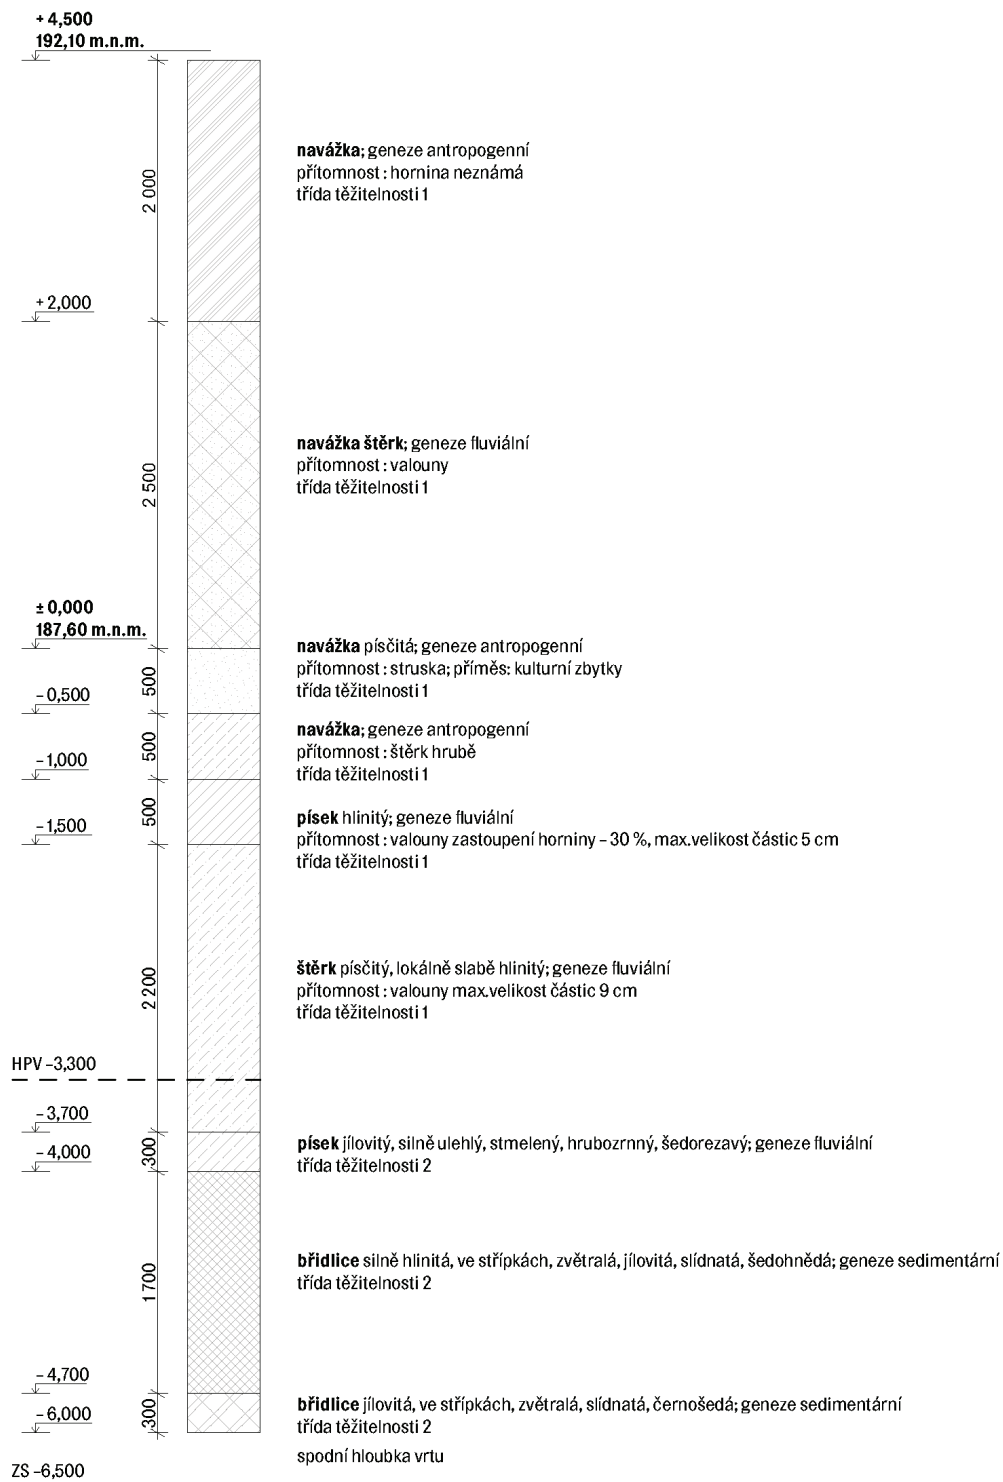 + 4,500
192,10 m.n.m.
2 000
navážka; geneze antropogenní
přítomnost : hornina neznámá
třída těžitelnosti 1
+ 2,000
2 500
navážka štěrk; geneze fluviální
přítomnost : valouny
třída těžitelnosti 1
± 0,000
187,60 m.n.m.
500
navážka písčitá; geneze antropogenní
přítomnost : struska; příměs: kulturní zbytky
třída těžitelnosti 1
– 0,500
500
navážka; geneze antropogenní
přítomnost : štěrk hrubě
třída těžitelnosti 1
– 1,000
500
písek hlinitý; geneze fluviální
přítomnost : valouny zastoupení horniny – 30 %, max.velikost částic 5 cm
třída těžitelnosti 1
– 1,500
2 200
štěrk písčitý, lokálně slabě hlinitý; geneze fluviální
přítomnost : valouny max.velikost částic 9 cm
třída těžitelnosti 1
HPV –3,300
– 3,700
300
písek jílovitý, silně ulehlý, stmelený, hrubozrnný, šedorezavý; geneze fluviální
třída těžitelnosti 2
– 4,000
1 700
břidlice silně hlinitá, ve střípkách, zvětralá, jílovitá, slídnatá, šedohnědá; geneze sedimentární
třída těžitelnosti 2
– 4,700
300
břidlice jílovitá, ve střípkách, zvětralá, slídnatá, černošedá; geneze sedimentární
třída těžitelnosti 2
– 6,000
spodní hloubka vrtu
ZS –6,500